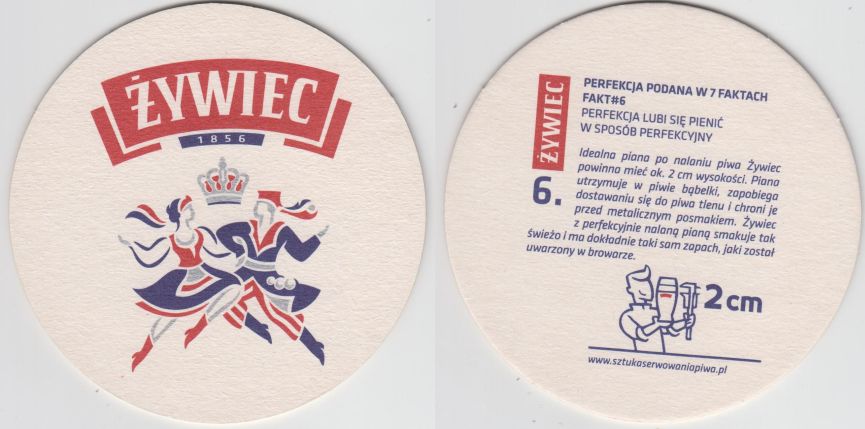 ŻYWIEC
1856
ŻYWIEC
PERFEKCJA PODANA W 7 FAKTACH
FAKT#6
PERFEKCJA LUBI SIĘ PIENIĆ
W SPOSÓB PERFEKCYJNY
6.
Idealna piana po nalaniu piwa Żywiec
powinna mieć ok. 2 cm wysokości. Piana
utrzymuje w piwie bąbelki, zapobiega
dostawaniu się do piwa tlenu i chroni je
przed metalicznym posmakiem. Żywiec
z perfekcyjnie nalaną pianą smakuje tak
świeżo i ma dokładnie taki sam zapach, jaki został
uwarzony w browarze.
2 cm
www.sztukaserwowaniapiwa.pl